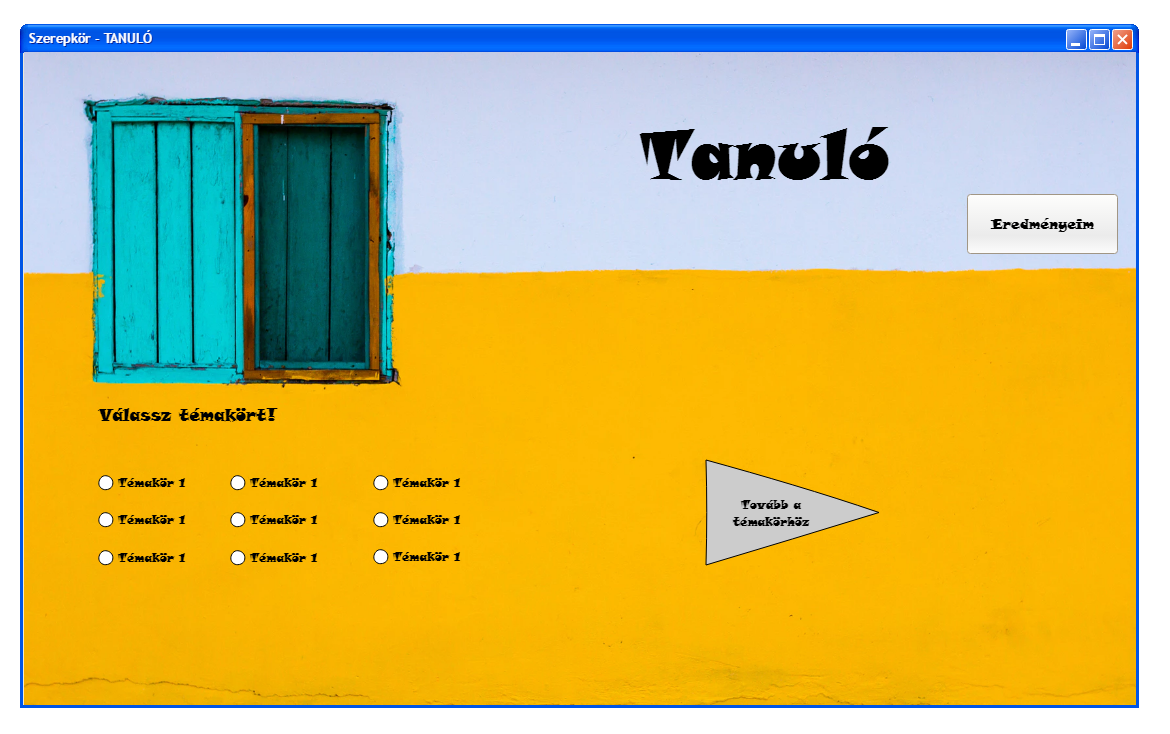 Szerepkör - TANULÓ
Tanuló
Eredményeim
Válassz témakört!
Témakör 1 Témakör 1 Témakör 1
Témakör 1 Témakör 1 Témakör 1
Témakör 1 Témakör 1 Témakör 1
Tovább a
témakörhöz